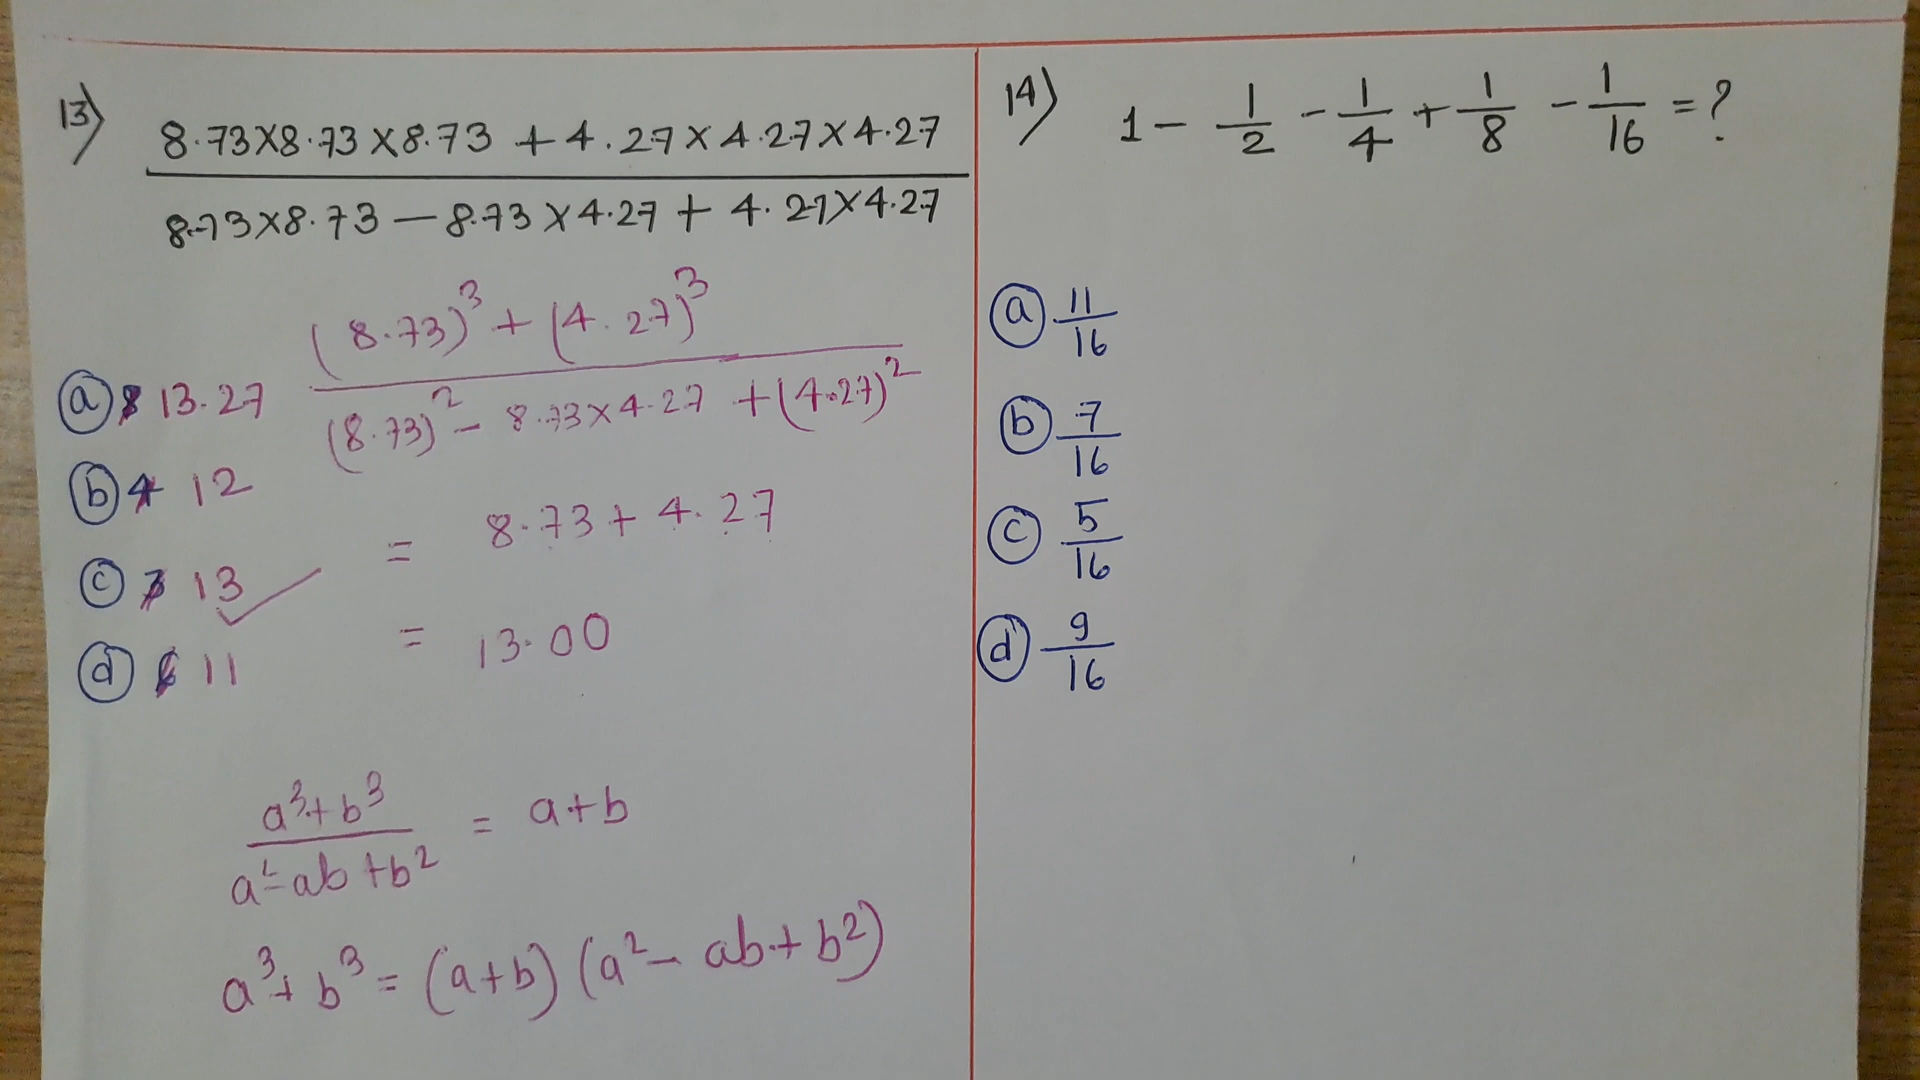 13) (8.73×8.73×8.73 + 4.27×4.27×4.27) / (8.73×8.73 − 8.73×4.27 + 4.27×4.27)
((8.73)³ + (4.27)³) / ((8.73)² − 8.73×4.27 + (4.27)²)
= 8.73 + 4.27
= 13.00
(a) 13.27
(b) 12
(c) 13 ✓
(d) 11
(a³+b³) / (a²−ab+b²) = a+b
a³+b³ = (a+b) (a²−ab+b²)
14) 1 − 1/2 − 1/4 + 1/8 − 1/16 = ?
(a) 11/16
(b) 7/16
(c) 5/16
(d) 9/16